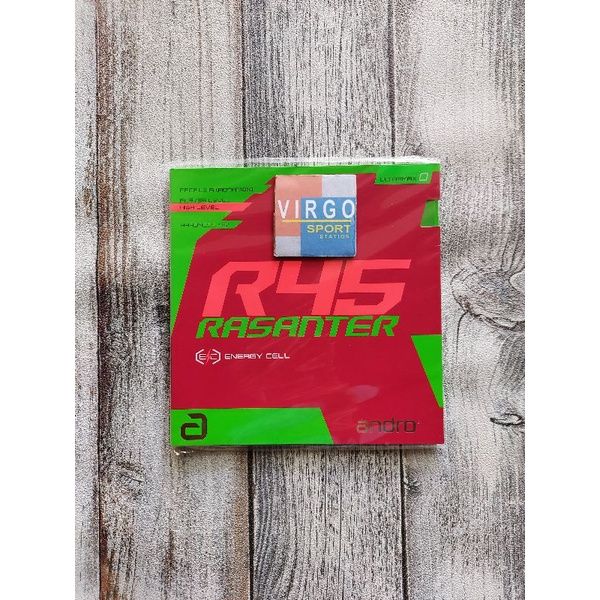 VIRGO
SPORT
STATION
ULTRAMAX
HIGH LEVEL
R45
RASANTER
ENERGY CELL
a
andro